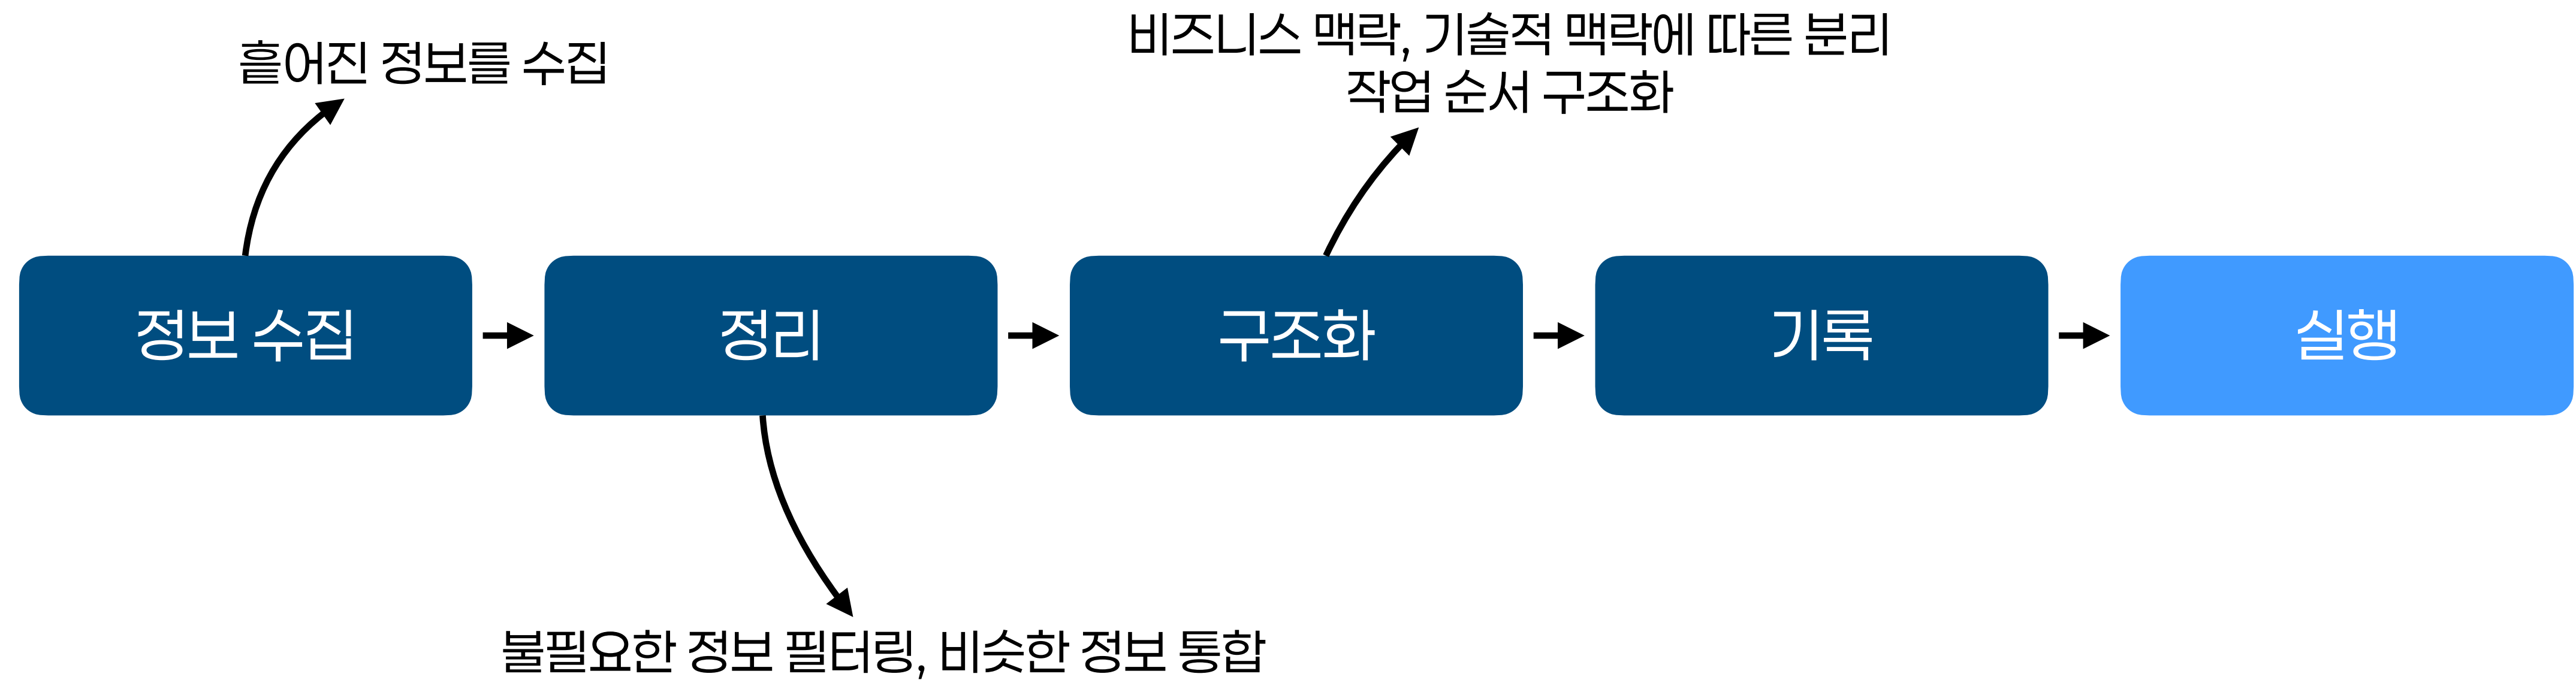 흩어진 정보를 수집
비즈니스 맥락, 기술적 맥락에 따른 분리
작업 순서 구조화
정보 수집
정리
구조화
기록
실행
불필요한 정보 필터링, 비슷한 정보 통합